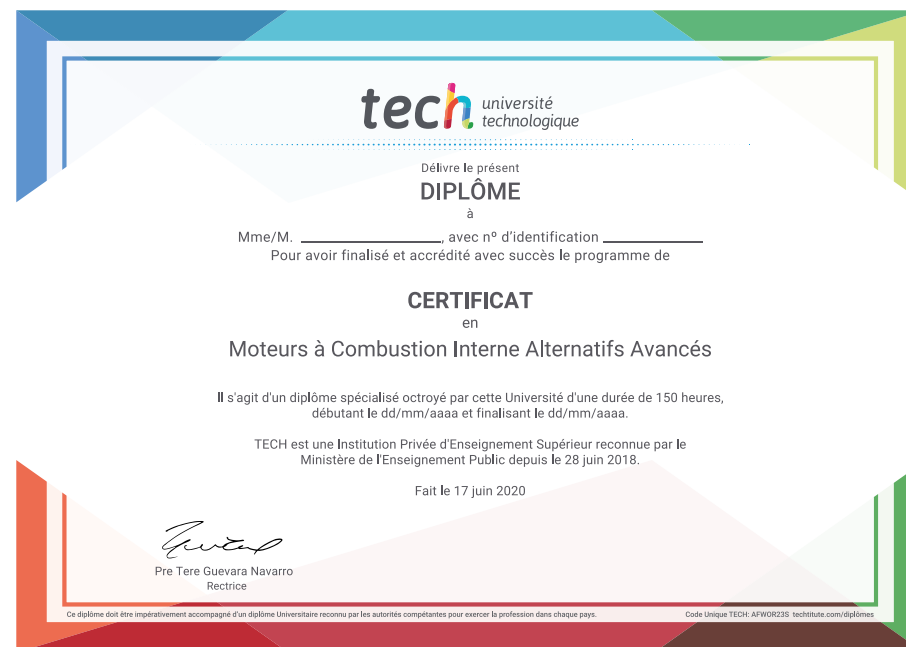 tech université
technologique
Délivre le présent
DIPLÔME
à
Mme/M. ____________________, avec nº d'identification ______________
Pour avoir finalisé et accrédité avec succès le programme de
CERTIFICAT
en
Moteurs à Combustion Interne Alternatifs Avancés
Il s'agit d'un diplôme spécialisé octroyé par cette Université d'une durée de 150 heures,
débutant le dd/mm/aaaa et finalisant le dd/mm/aaaa.
TECH est une Institution Privée d'Enseignement Supérieur reconnue par le
Ministère de l'Enseignement Public depuis le 28 juin 2018.
Fait le 17 juin 2020
Pre Tere Guevara Navarro
Rectrice
Ce diplôme doit être impérativement accompagné d'un diplôme Universitaire reconnu par les autorités compétantes pour exercer la profession dans chaque pays.
Code Unique TECH: AFWOR23S techtitute.com/diplômes